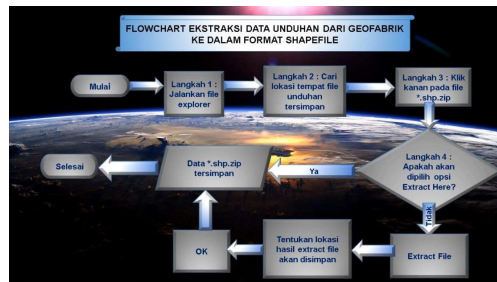 FLOWCHART EKSTRAKSI DATA UNDUHAN DARI GEOFABRIK
KE DALAM FORMAT SHAPEFILE
Mulai
Langkah 1 :
Jalankan file
explorer
Langkah 2 : Cari
lokasi tempat file
unduhan
tersimpan
Langkah 3 : Klik
kanan pada file
*.shp.zip
Langkah 4 :
Apakah akan
dipilih opsi
Extract Here?
Ya
Data *.shp.zip
tersimpan
Selesai
Tidak
Extract File
Tentukan lokasi
hasil extract file
akan disimpan
OK